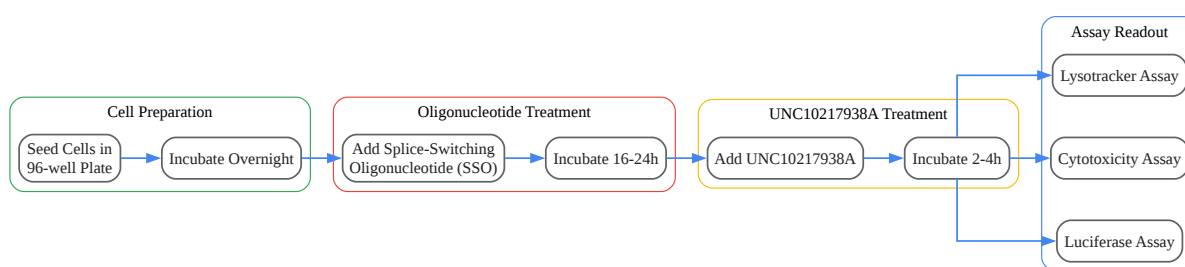 Cell Preparation
Seed Cells in
96-well Plate
Incubate Overnight
Oligonucleotide Treatment
Add Splice-Switching
Oligonucleotide (SSO)
Incubate 16-24h
UNC10217938A Treatment
Add UNC10217938A
Incubate 2-4h
Assay Readout
Lysotracker Assay
Cytotoxicity Assay
Luciferase Assay